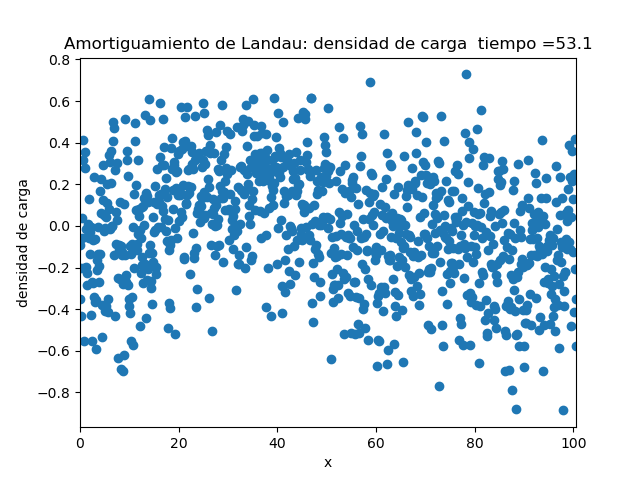 Amortiguamiento de Landau: densidad de carga  tiempo =53.1
densidad de carga
0.8
0.6
0.4
0.2
0.0
−0.2
−0.4
−0.6
−0.8
0 20 40 60 80 100
x